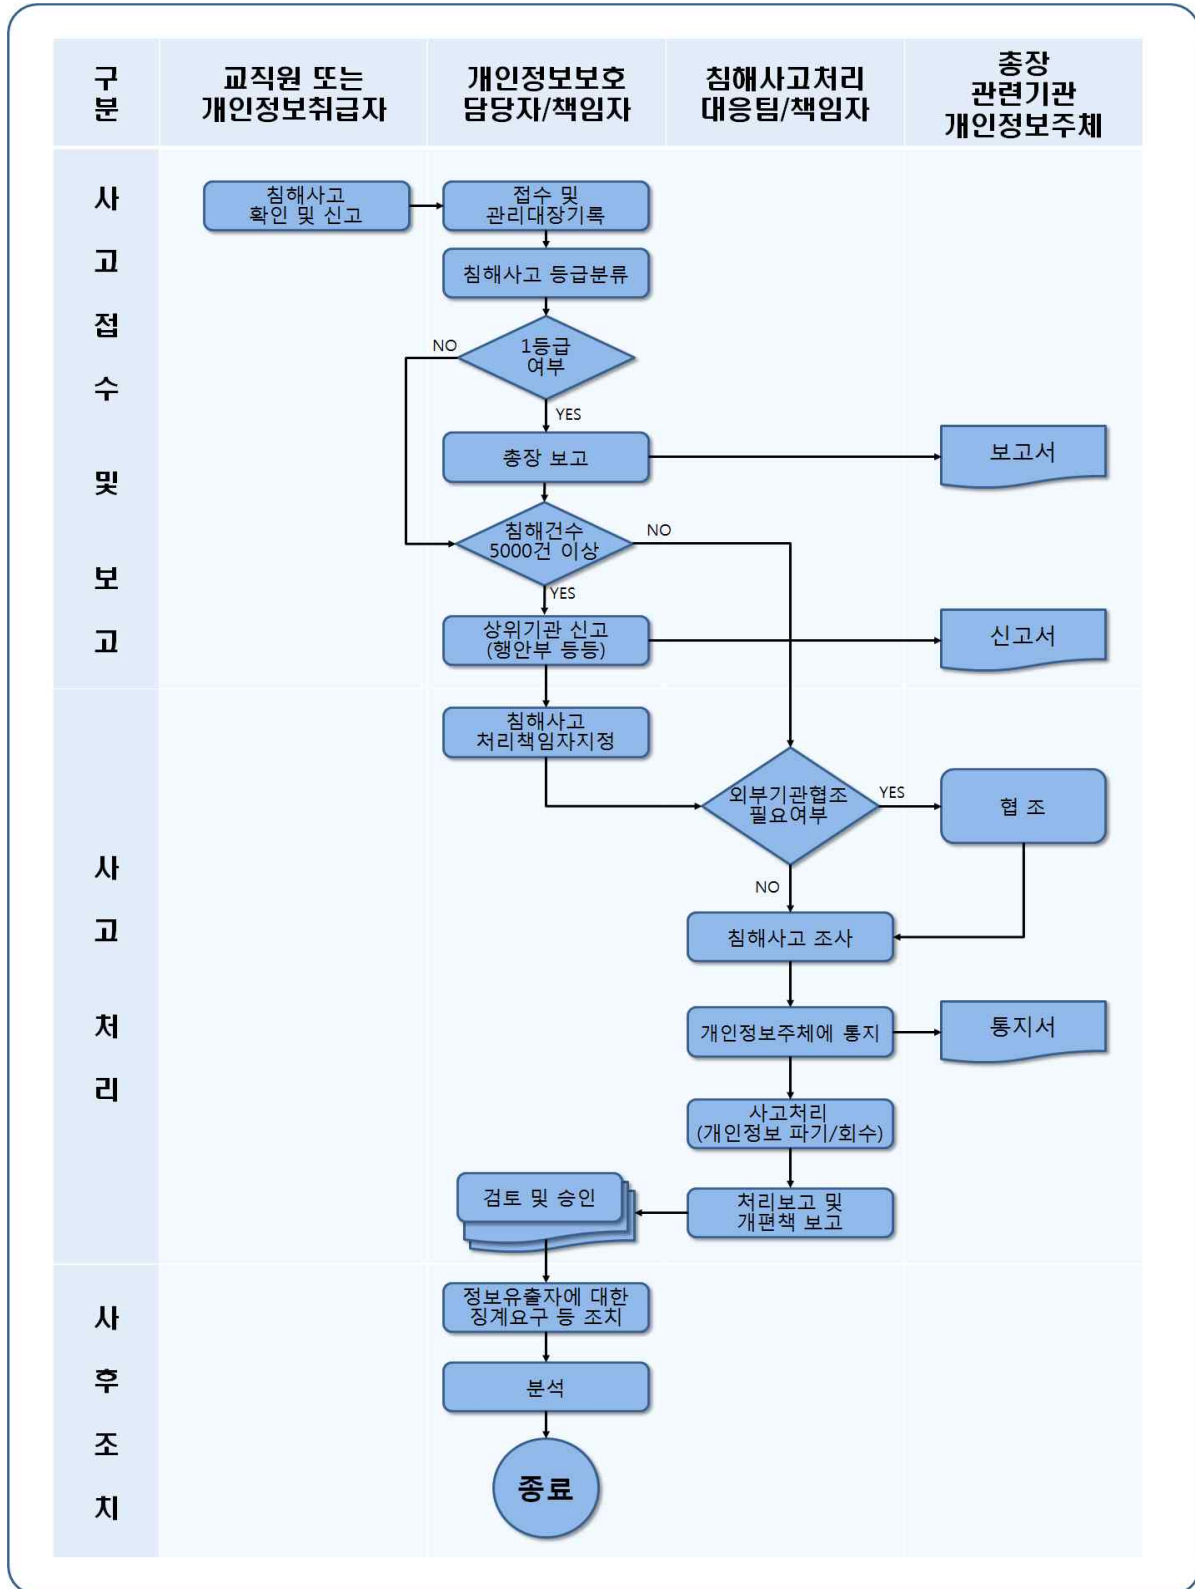 구
분
교직원 또는
개인정보취급자
개인정보보호
담당자/책임자
침해사고처리
대응팀/책임자
총장
관련기관
개인정보주체
사
고
접
수
및
보
고
침해사고
확인 및 신고
접수 및
관리대장기록
침해사고 등급분류
1등급
여부
NO
YES
총장 보고
보고서
침해건수
5000건 이상
NO
YES
상위기관 신고
(행안부 등등)
신고서
사
고
처
리
침해사고
처리책임자지정
외부기관협조
필요여부
YES
협 조
NO
침해사고 조사
개인정보주체에 통지
통지서
사고처리
(개인정보 파기/회수)
처리보고 및
개편책 보고
검토 및 승인
사
후
조
치
정보유출자에 대한
징계요구 등 조치
분석
종료